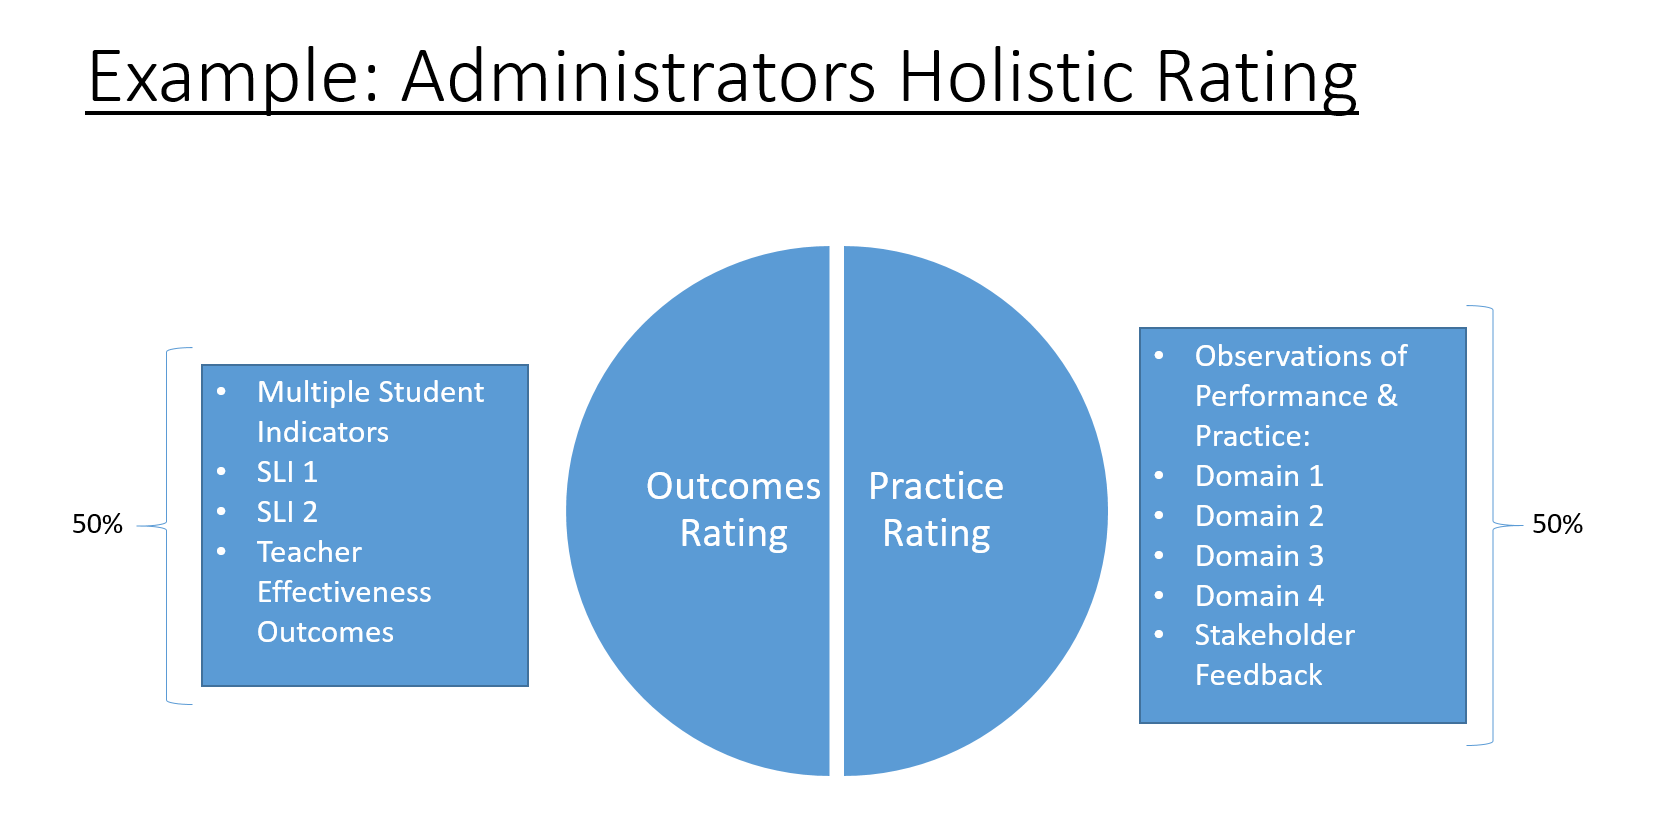 Example: Administrators Holistic Rating
50%
• Multiple Student
Indicators
• SLI 1
• SLI 2
• Teacher
Effectiveness
Outcomes
Outcomes
Rating
Practice
Rating
• Observations of
Performance &
Practice:
• Domain 1
• Domain 2
• Domain 3
• Domain 4
• Stakeholder
Feedback
50%